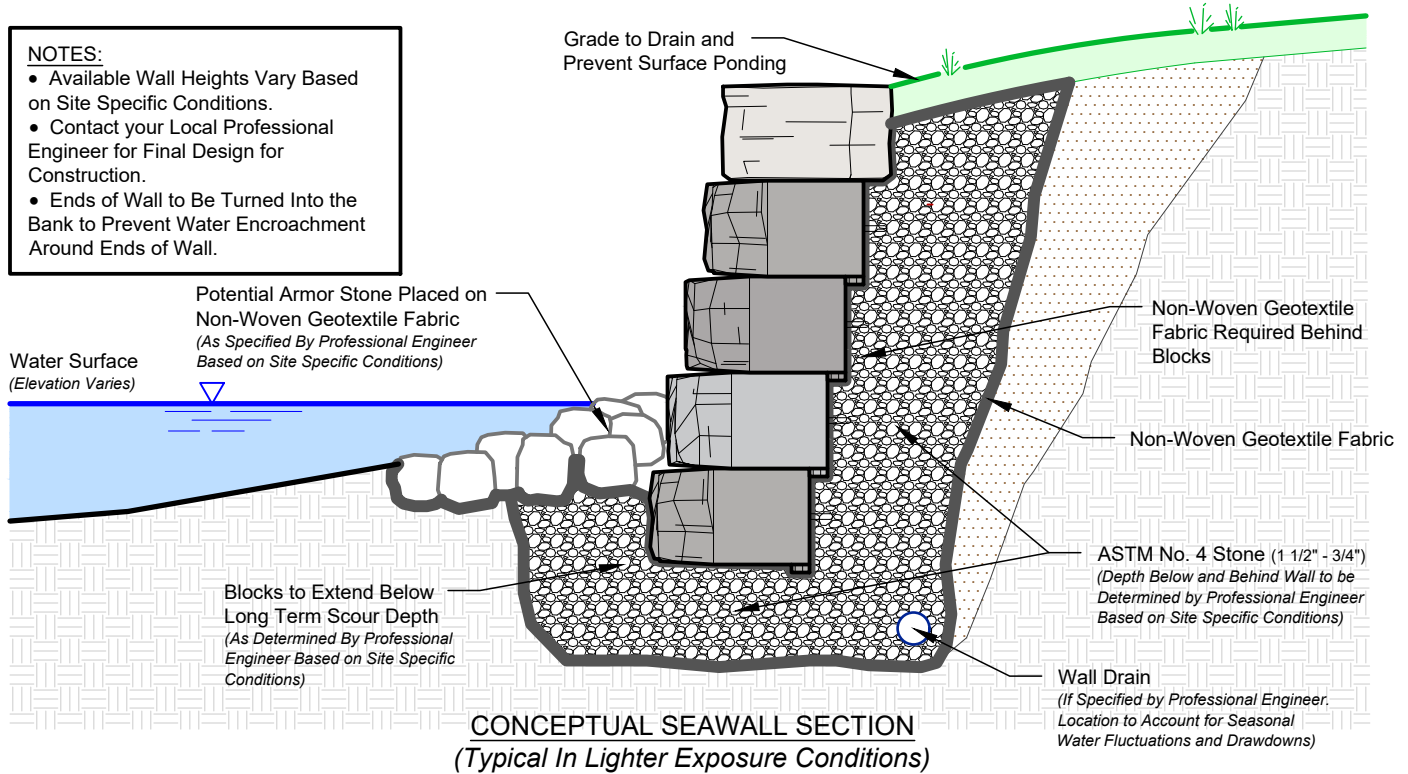 NOTES:
• Available Wall Heights Vary Based
on Site Specific Conditions.
• Contact your Local Professional
Engineer for Final Design for
Construction.
• Ends of Wall to Be Turned Into the
Bank to Prevent Water Encroachment
Around Ends of Wall.
Grade to Drain and
Prevent Surface Ponding
Potential Armor Stone Placed on
Non-Woven Geotextile Fabric
(As Specified By Professional Engineer
Based on Site Specific Conditions)
Water Surface
(Elevation Varies)
Non-Woven Geotextile
Fabric Required Behind
Blocks
Non-Woven Geotextile Fabric
ASTM No. 4 Stone (1 1/2" - 3/4")
(Depth Below and Behind Wall to be
Determined by Professional Engineer
Based on Site Specific Conditions)
Blocks to Extend Below
Long Term Scour Depth
(As Determined By Professional
Engineer Based on Site Specific
Conditions)
Wall Drain
(If Specified by Professional Engineer.
Location to Account for Seasonal
Water Fluctuations and Drawdowns)
CONCEPTUAL SEAWALL SECTION
(Typical In Lighter Exposure Conditions)